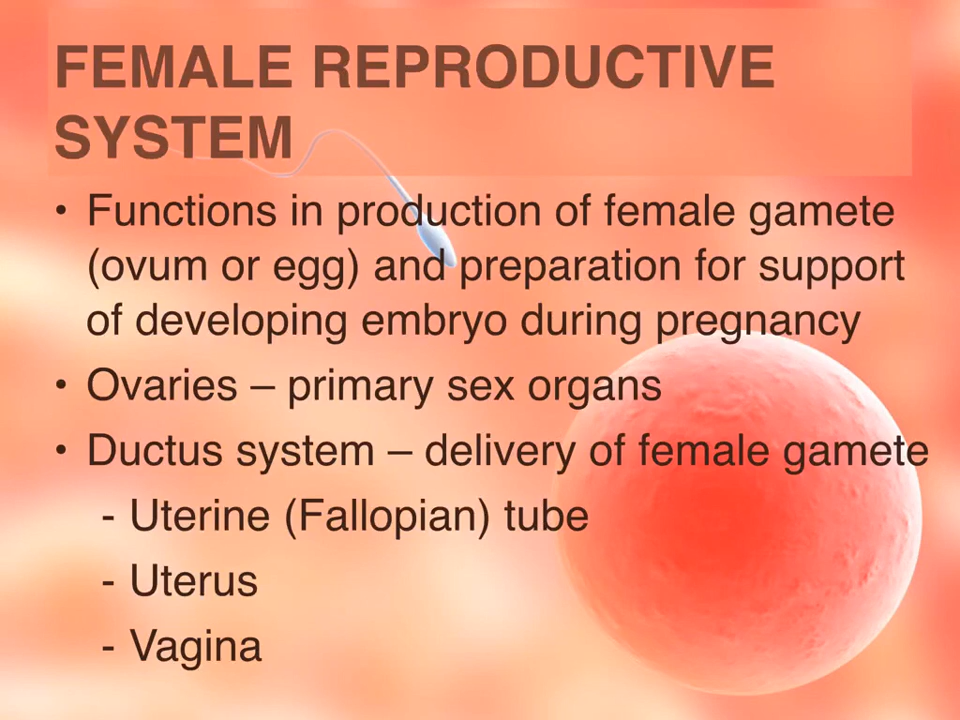 FEMALE REPRODUCTIVE
SYSTEM
• Functions in production of female gamete
(ovum or egg) and preparation for support
of developing embryo during pregnancy
• Ovaries – primary sex organs
• Ductus system – delivery of female gamete
- Uterine (Fallopian) tube
- Uterus
- Vagina